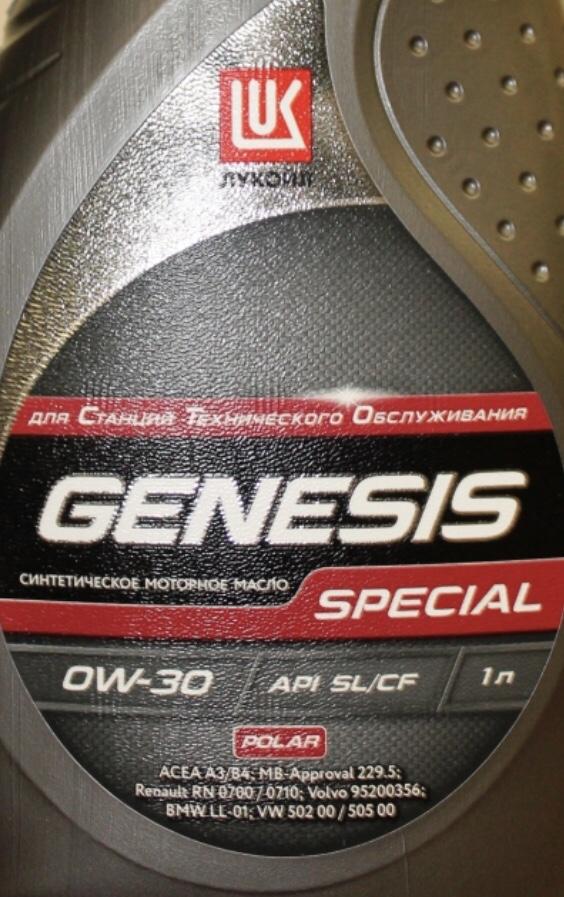 LUK
ЛУКОЙЛ
для Станций Технического Обслуживания
GENESIS
СИНТЕТИЧЕСКОЕ МОТОРНОЕ МАСЛО
SPECIAL
0W-30 API SL/CF 1л
POLAR
ACEA A3/B4; MB-Approval 229.5;
Renault RN 0700 / 0710; Volvo 95200356;
BMW LL-01; VW 502 00 / 505 00